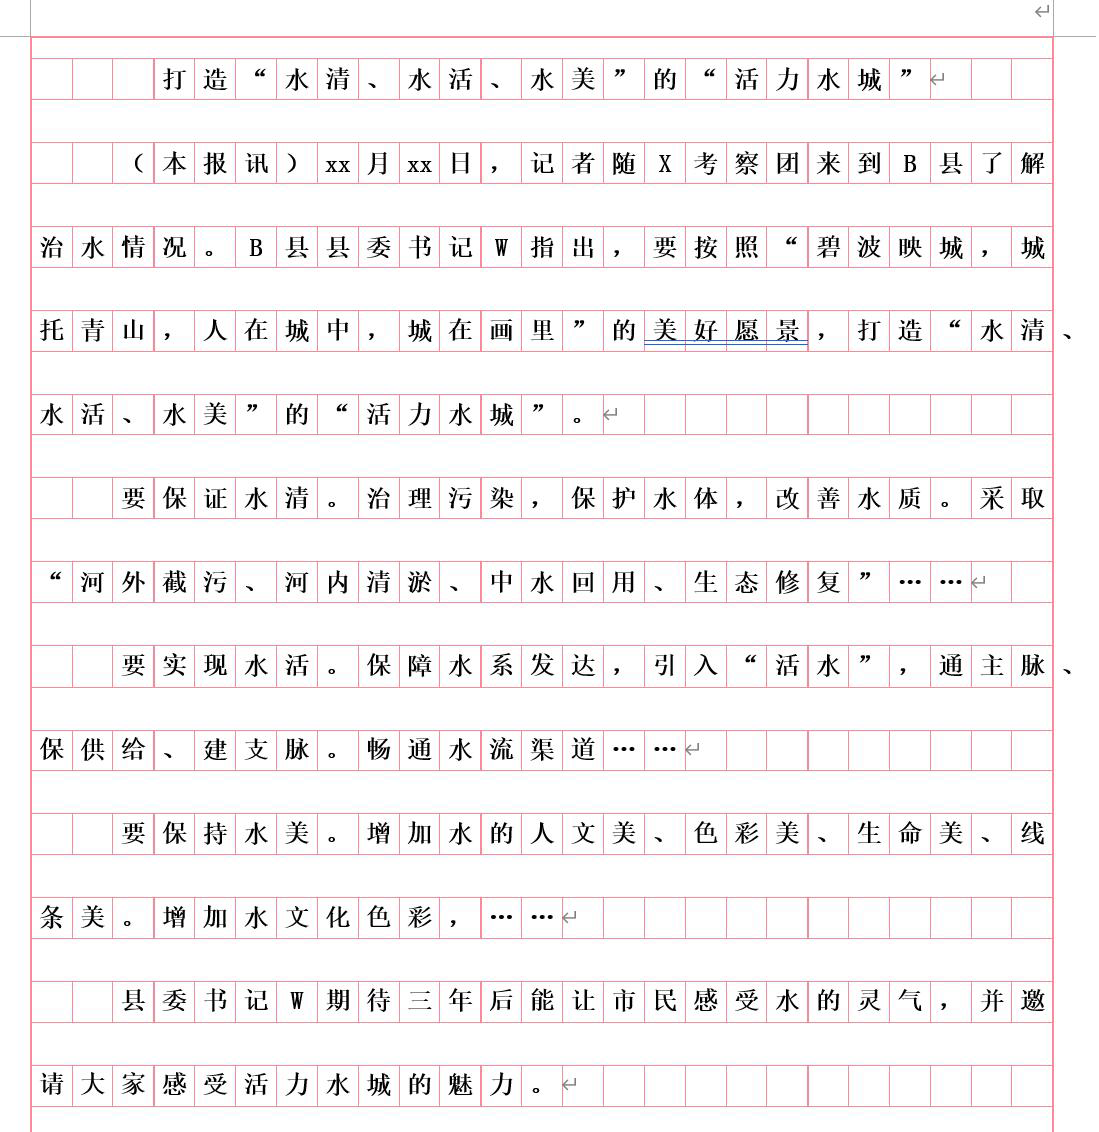 打造“水清、水活、水美”的“活力水城”
（本报讯）xx月xx日，记者随X考察团来到B县了解
治水情况。B县县委书记W指出，要按照“碧波映城，城
托青山，人在城中，城在画里”的美好愿景，打造“水清、
水活、水美”的“活力水城”。
要保证水清。治理污染，保护水体，改善水质。采取
“河外截污、河内清淤、中水回用、生态修复”……
要实现水活。保障水系发达，引入“活水”，通主脉、
保供给、建支脉。畅通水流渠道……
要保持水美。增加水的人文美、色彩美、生命美、线
条美。增加水文化色彩，……
县委书记W期待三年后能让市民感受水的灵气，并邀
请大家感受活力水城的魅力。